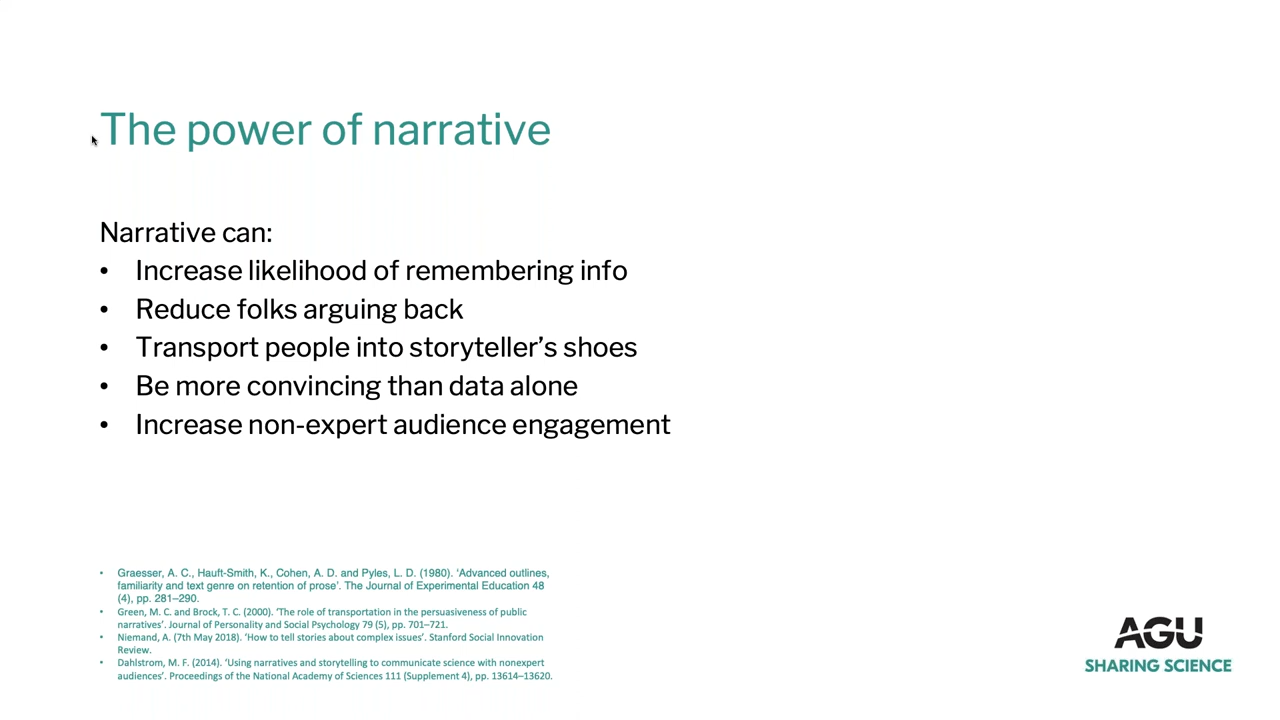 The power of narrative
Narrative can:
• Increase likelihood of remembering info
• Reduce folks arguing back
• Transport people into storyteller’s shoes
• Be more convincing than data alone
• Increase non-expert audience engagement
• Graesser, A. C., Hauft-Smith, K., Cohen, A. D. and Pyles, L. D. (1980). ‘Advanced outlines,
familiarity and text genre on retention of prose’. The Journal of Experimental Education 48
(4), pp. 281–290.
• Green, M. C. and Brock, T. C. (2000). ‘The role of transportation in the persuasiveness of public
narratives’. Journal of Personality and Social Psychology 79 (5), pp. 701–721.
• Niemand, A. (7th May 2018). ‘How to tell stories about complex issues’. Stanford Social Innovation
Review.
• Dahlstrom, M. F. (2014). ‘Using narratives and storytelling to communicate science with nonexpert
audiences’. Proceedings of the National Academy of Sciences 111 (Supplement 4), pp. 13614–13620.
AGU
SHARING SCIENCE